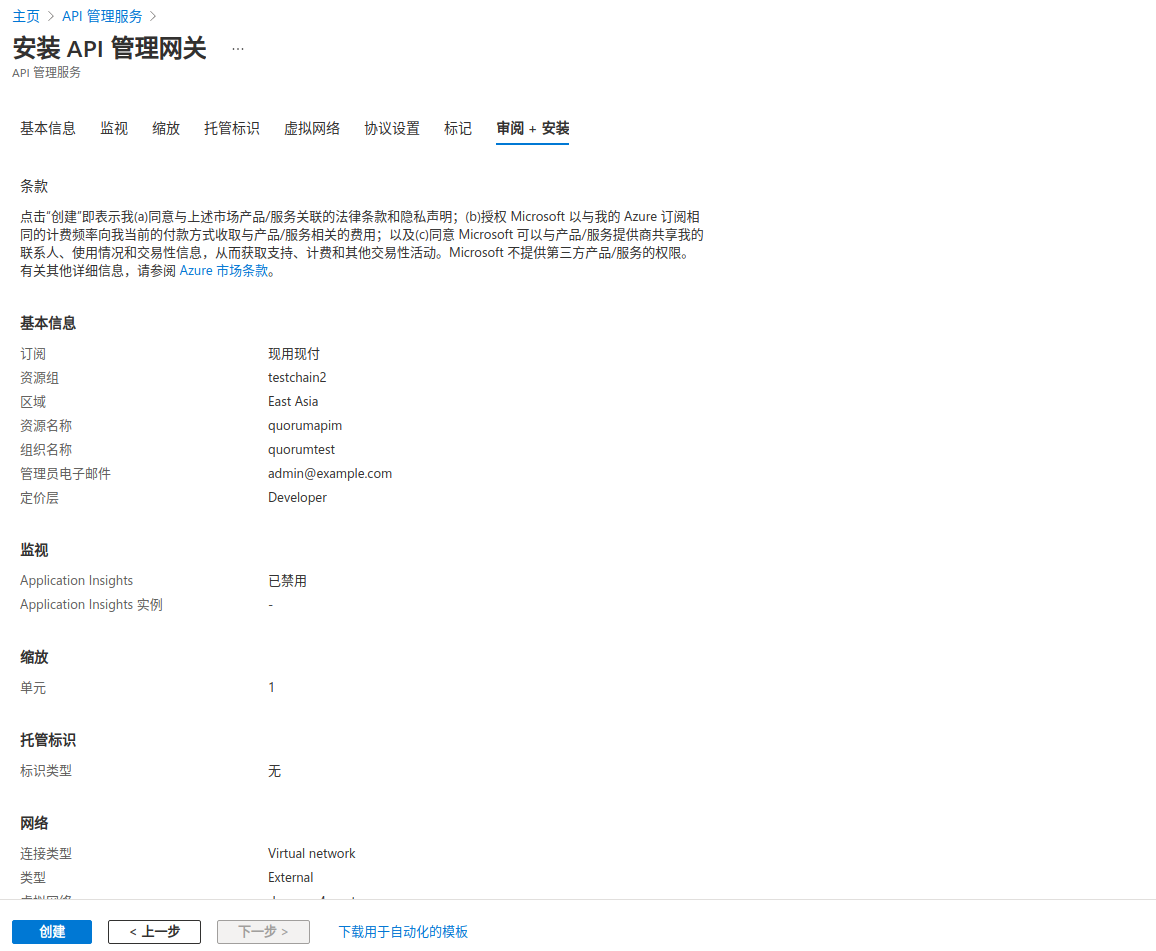 主页 > API 管理服务 >
安装 API 管理网关 ...
API 管理服务
基本信息 监视 缩放 托管标识 虚拟网络 协议设置 标记 审阅 + 安装
条款
点击“创建”即表示我(a)同意与上述市场产品/服务关联的法律条款和隐私声明；(b)授权 Microsoft 以与我的 Azure 订阅相
同的计费频率向我当前的付款方式收取与产品/服务相关的费用；以及(c)同意 Microsoft 可以与产品/服务提供商共享我的
联系人、使用情况和交易性信息，从而获取支持、计费和其他交易性活动。Microsoft 不提供第三方产品/服务的权限。
有关其他详细信息，请参阅 Azure 市场条款。
基本信息
订阅 现用现付
资源组 testchain2
区域 East Asia
资源名称 quorumapim
组织名称 quorumtest
管理员电子邮件 admin@example.com
定价层 Developer
监视
Application Insights 已禁用
Application Insights 实例 -
缩放
单元 1
托管标识
标识类型 无
网络
连接类型 Virtual network
类型 External
虚拟网络
创建 < 上一步 下一步 > 下载用于自动化的模板